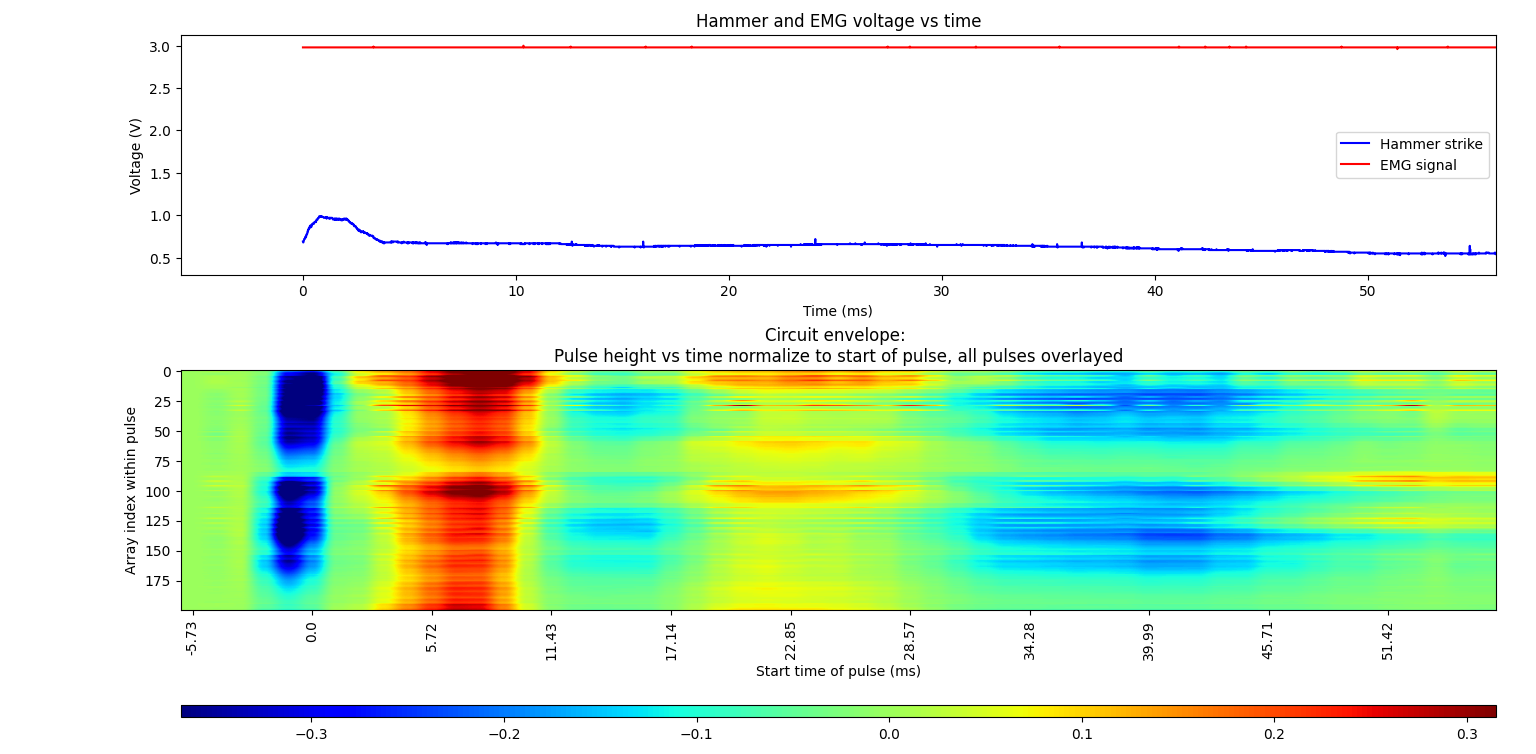 Hammer and EMG voltage vs time
3.0
2.5
2.0
1.5
1.0
0.5
Voltage (V)
Hammer strike
EMG signal
0 10 20 30 40 50
Time (ms)
Circuit envelope:
Pulse height vs time normalize to start of pulse, all pulses overlayed
0
25
50
75
100
125
150
175
Array index within pulse
-5.73 0.0 5.72 11.43 17.14 22.85 28.57 34.28 39.99 45.71 51.42
Start time of pulse (ms)
−0.3 −0.2 −0.1 0.0 0.1 0.2 0.3